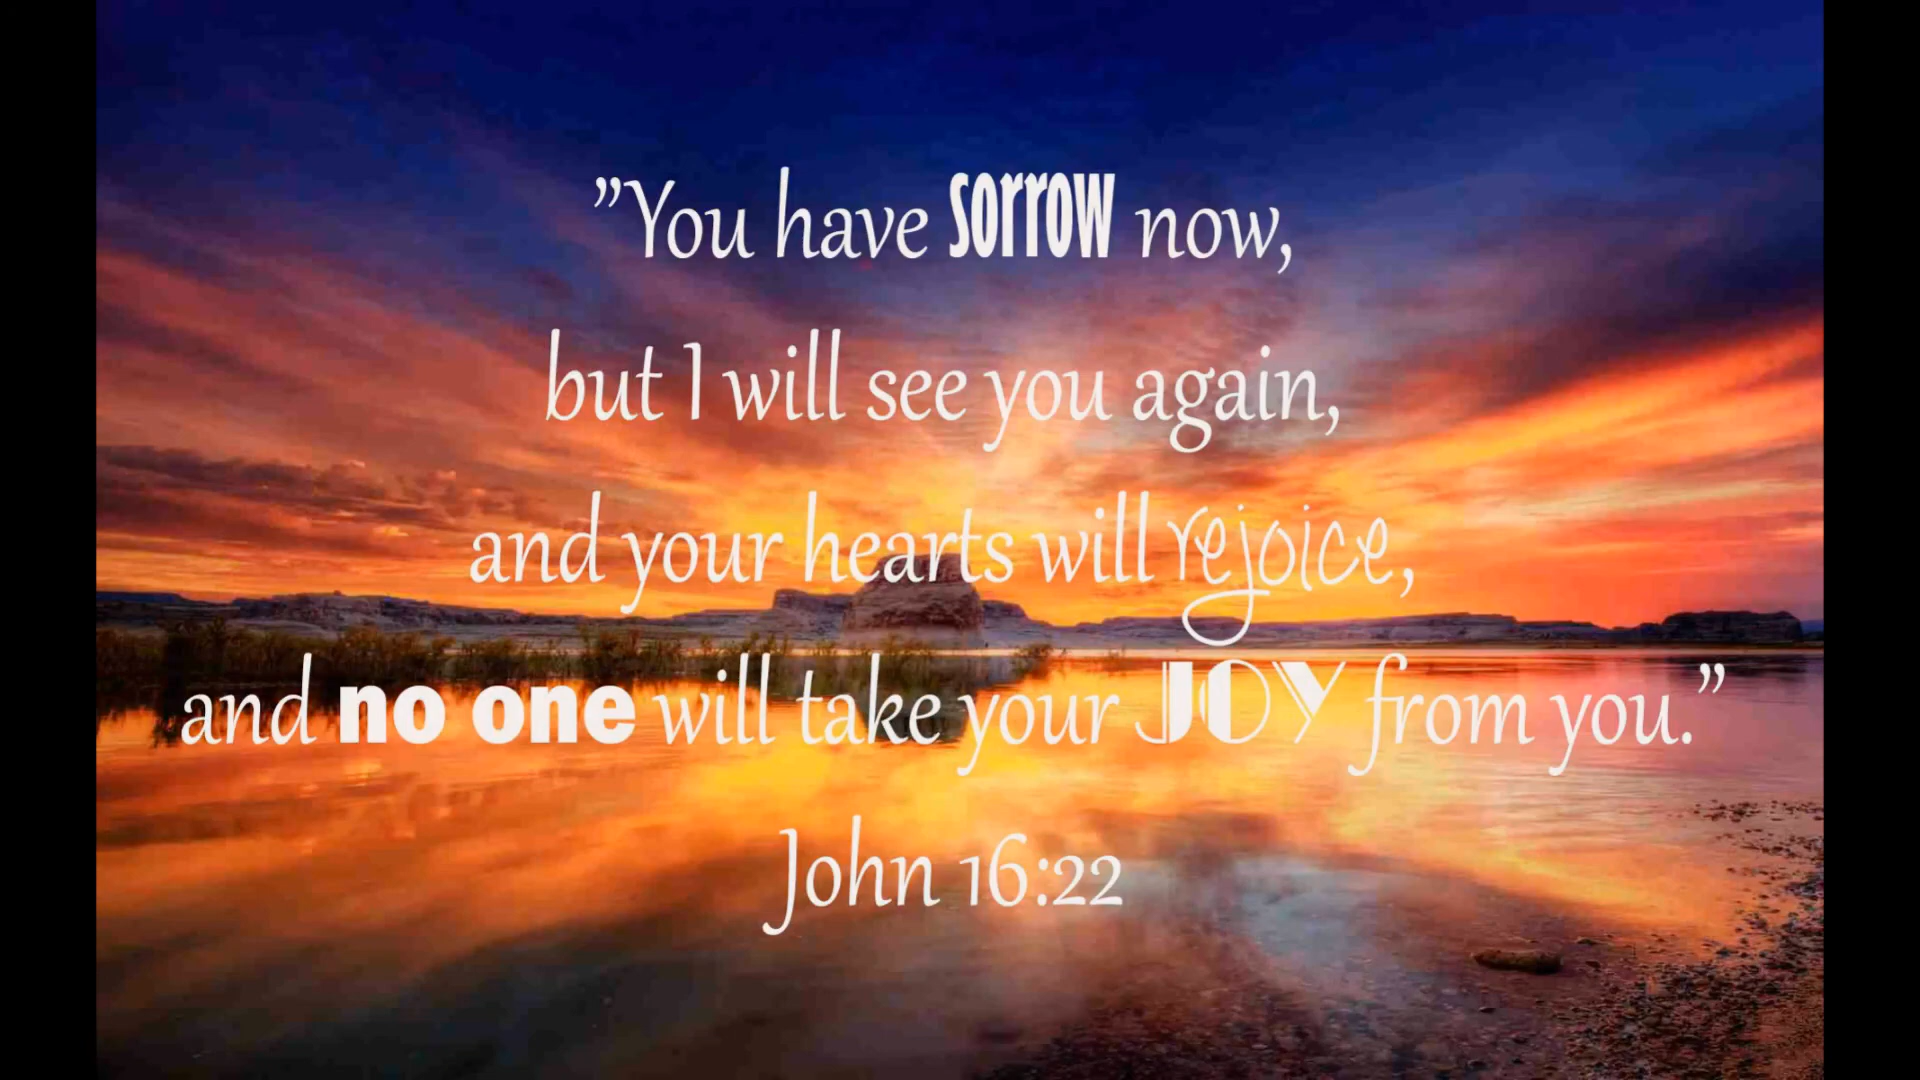 ”You have sorrow now,
but I will see you again,
and your hearts will rejoice,
and no one will take your JOY from you.”
John 16:22